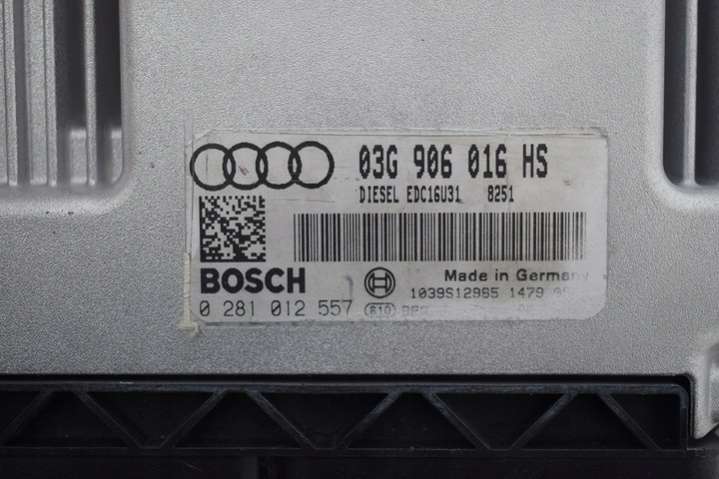 03G 906 016 HS
DIESEL EDC16U31 8251
BOSCH
Made in Germany
0 281 012 557
1039S12965 1479